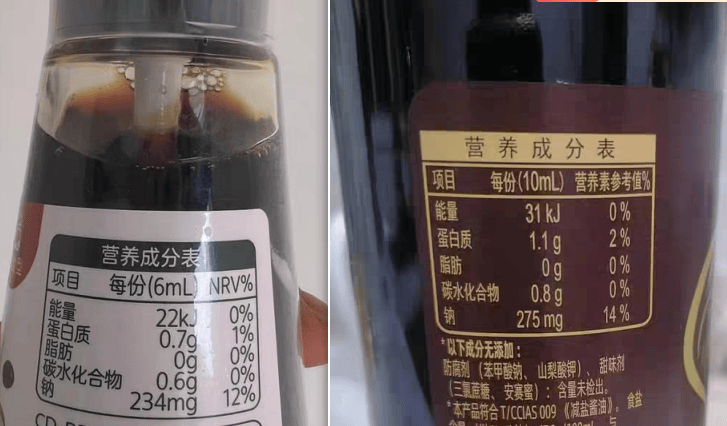 营养成分表
项目 每份(6mL) NRV%
能量 22kJ 0%
蛋白质 0.7g 1%
脂肪 0g 0%
碳水化合物 0.6g 0%
钠 234mg 12%
营养成分表
项目 每份(10mL) 营养素参考值%
能量 31 kJ 0%
蛋白质 1.1 g 2%
脂肪 0 g 0%
碳水化合物 0.8 g 0%
钠 275 mg 14%
*以下成分无添加：
防腐剂（苯甲酸钠、山梨酸钾）、甜味剂
（三氯蔗糖、安赛蜜）：含量未检出。
*本产品符合T/CCIAS 009《减盐酱油》。食盐